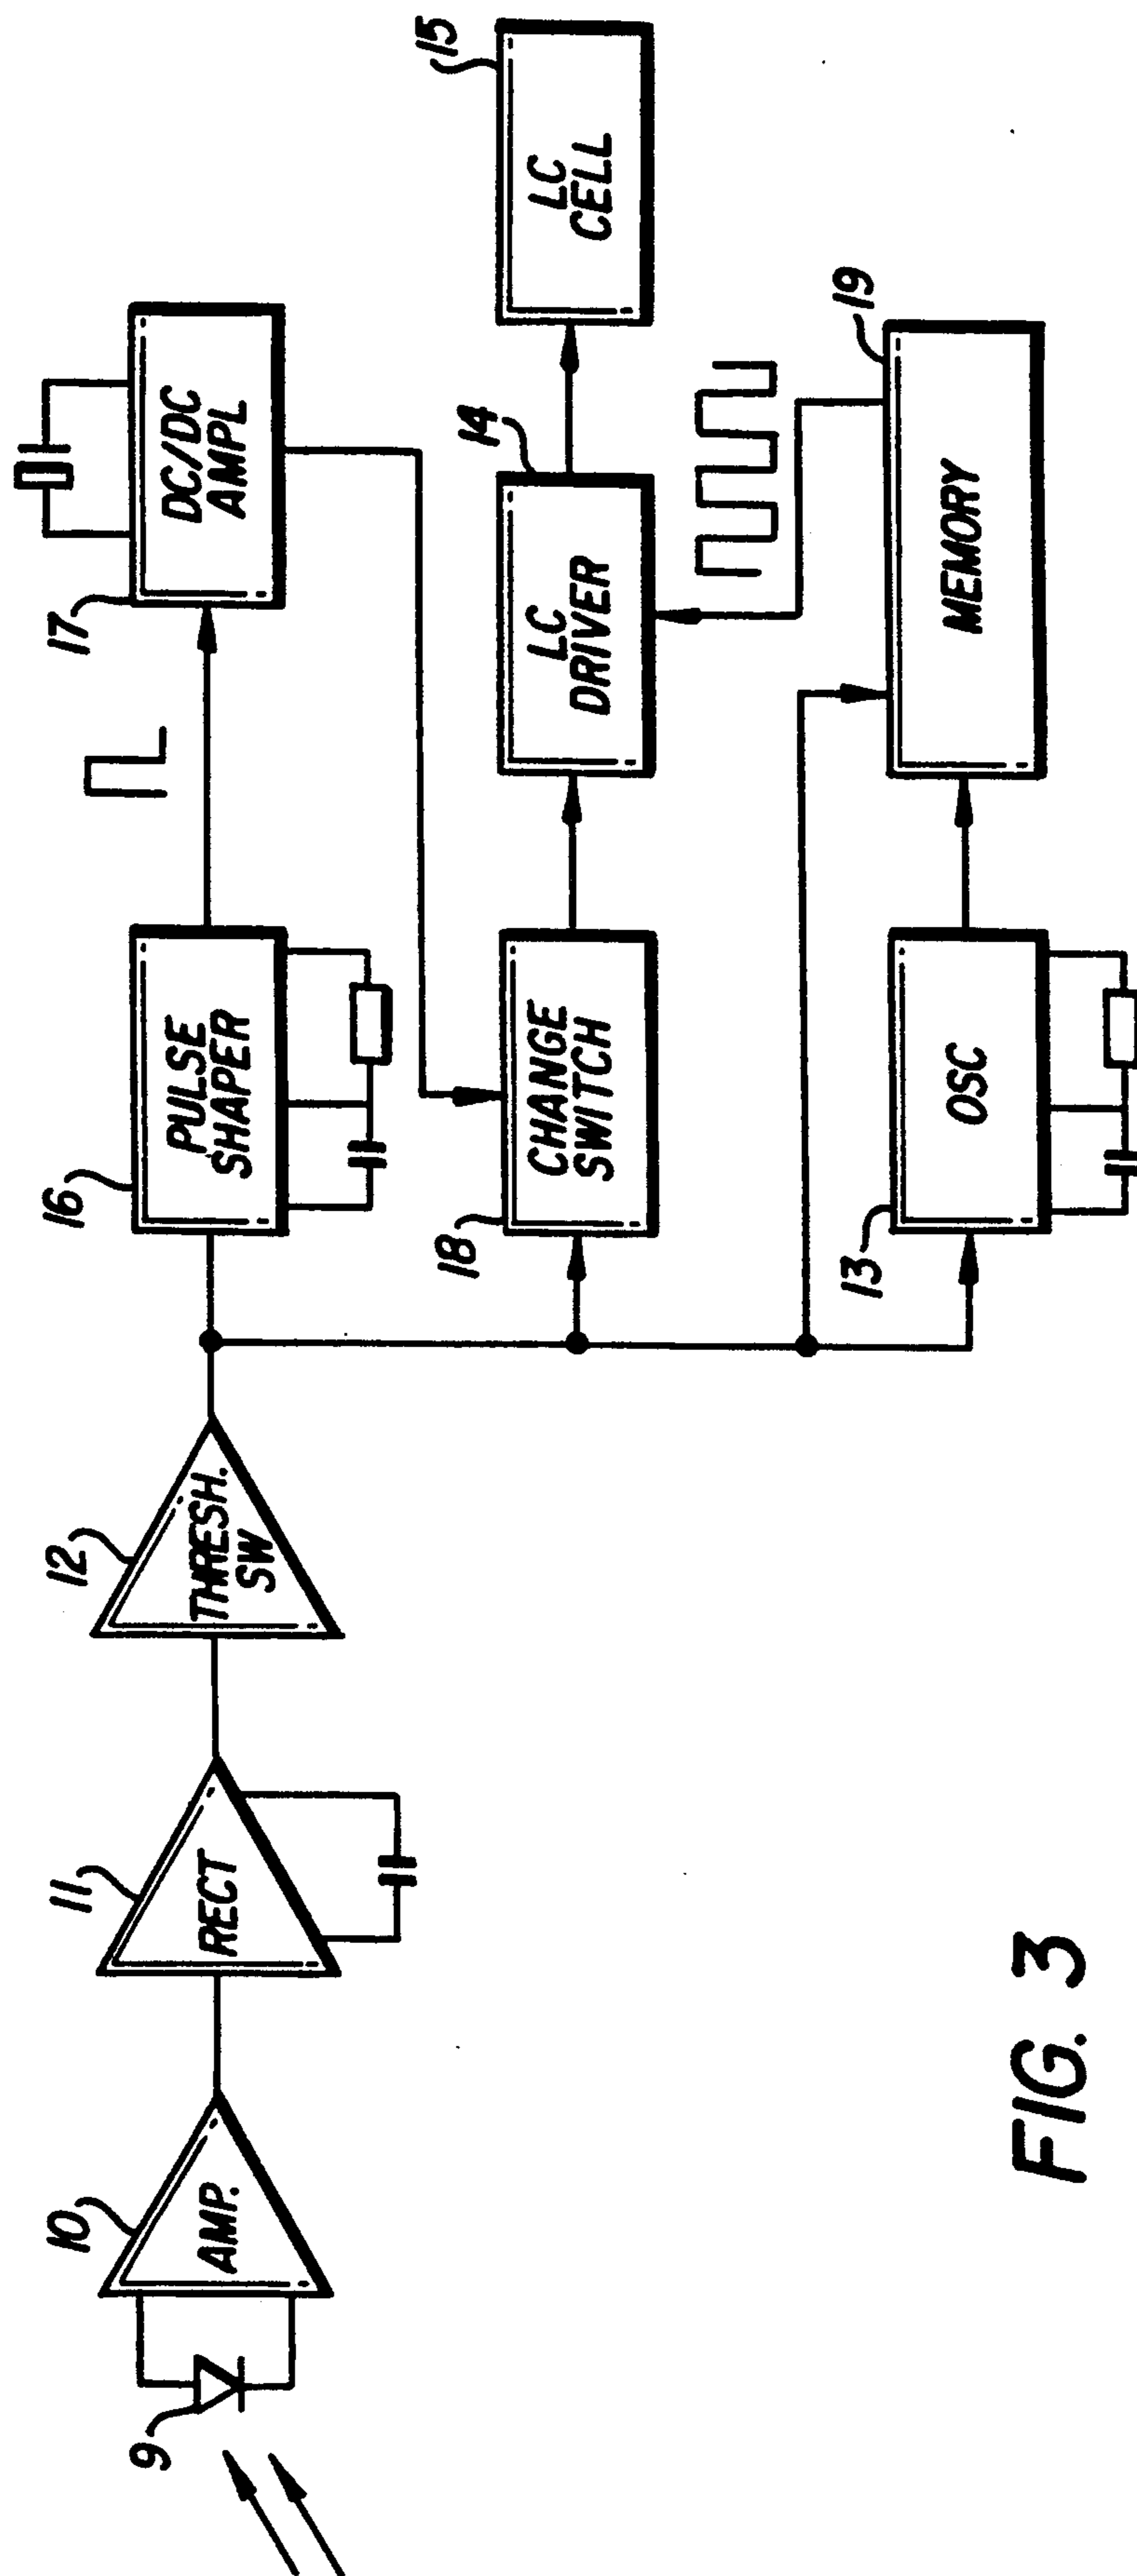 9
10
AMP.
11
RECT
12
THRESH.
SW
16
PULSE
SHAPER
17
DC/DC
AMPL
18
CHANGE
SWITCH
14
LC
DRIVER
15
LC
CELL
13
OSC
19
MEMORY
FIG. 3